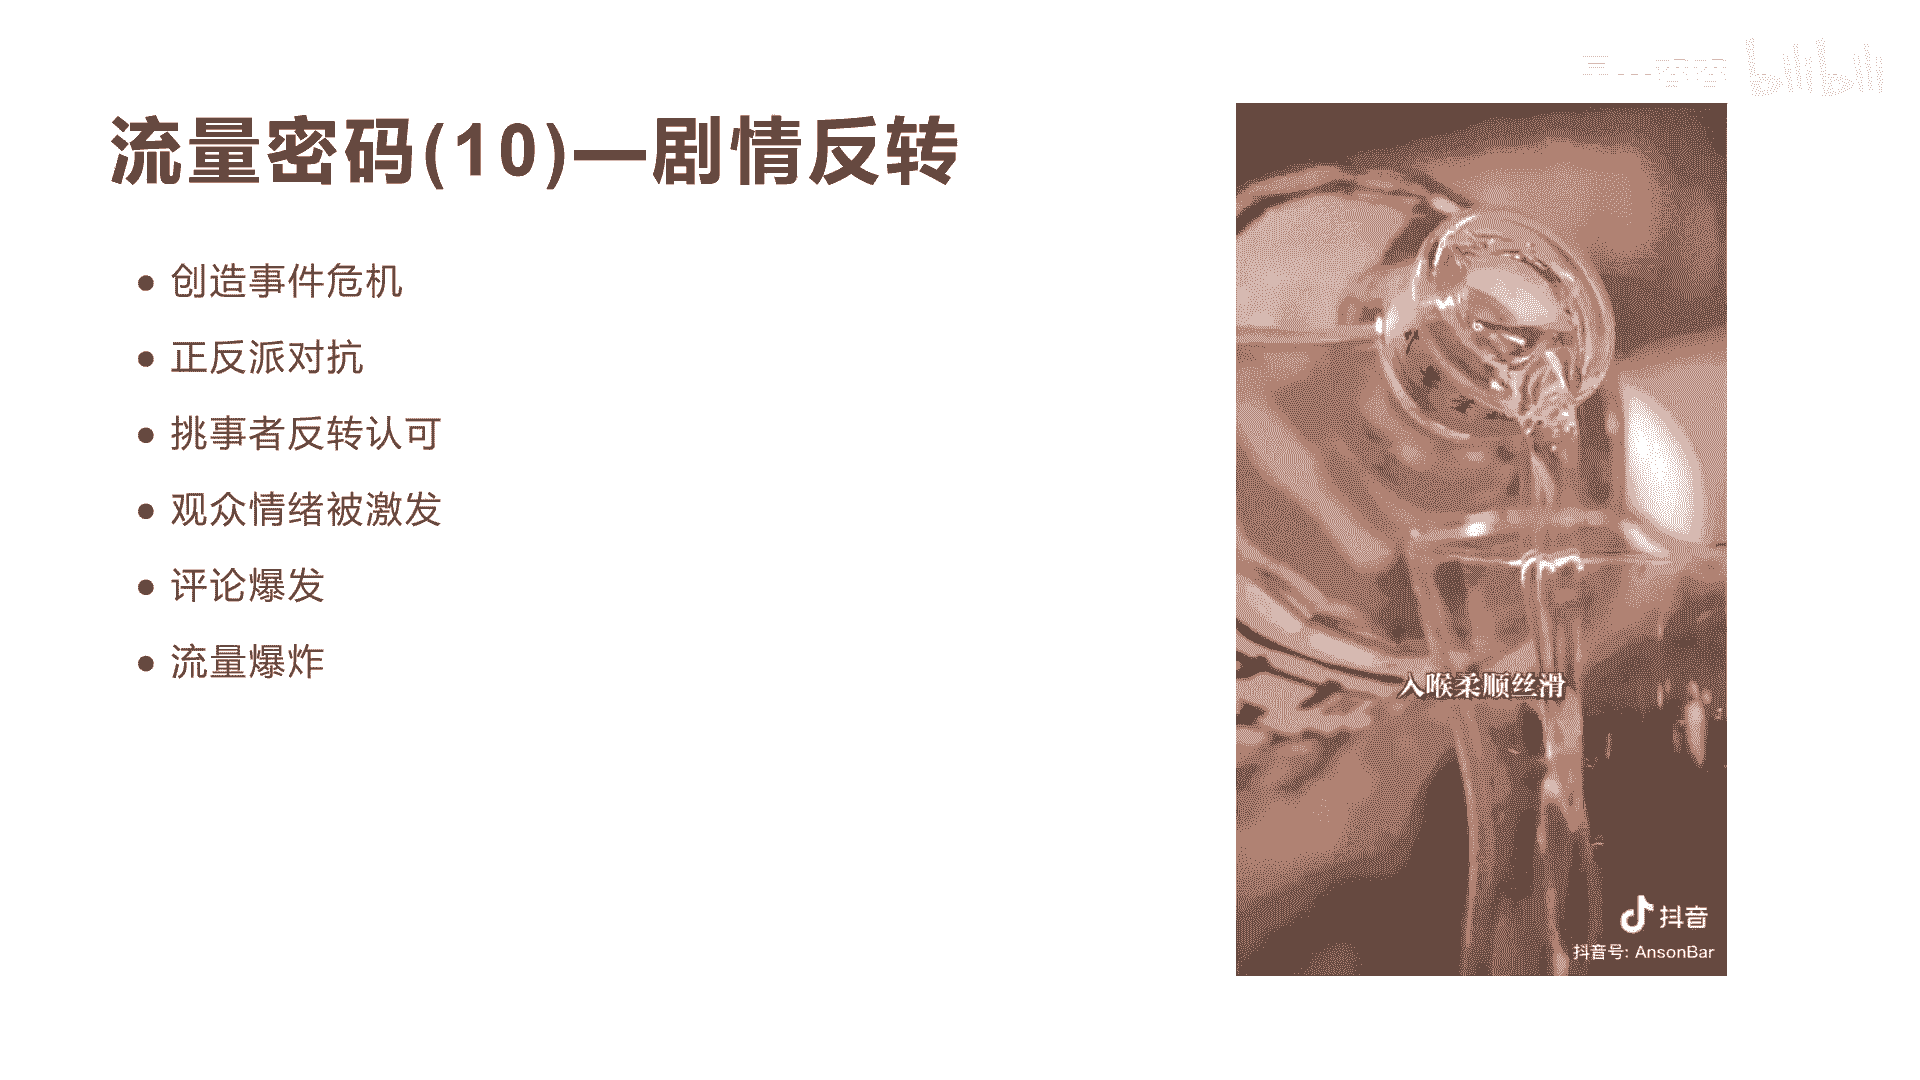 bilibili
流量密码(10)—剧情反转
● 创造事件危机
● 正反派对抗
● 挑事者反转认可
● 观众情绪被激发
● 评论爆发
● 流量爆炸
入喉柔顺丝滑
抖音
抖音号: AnsonBar